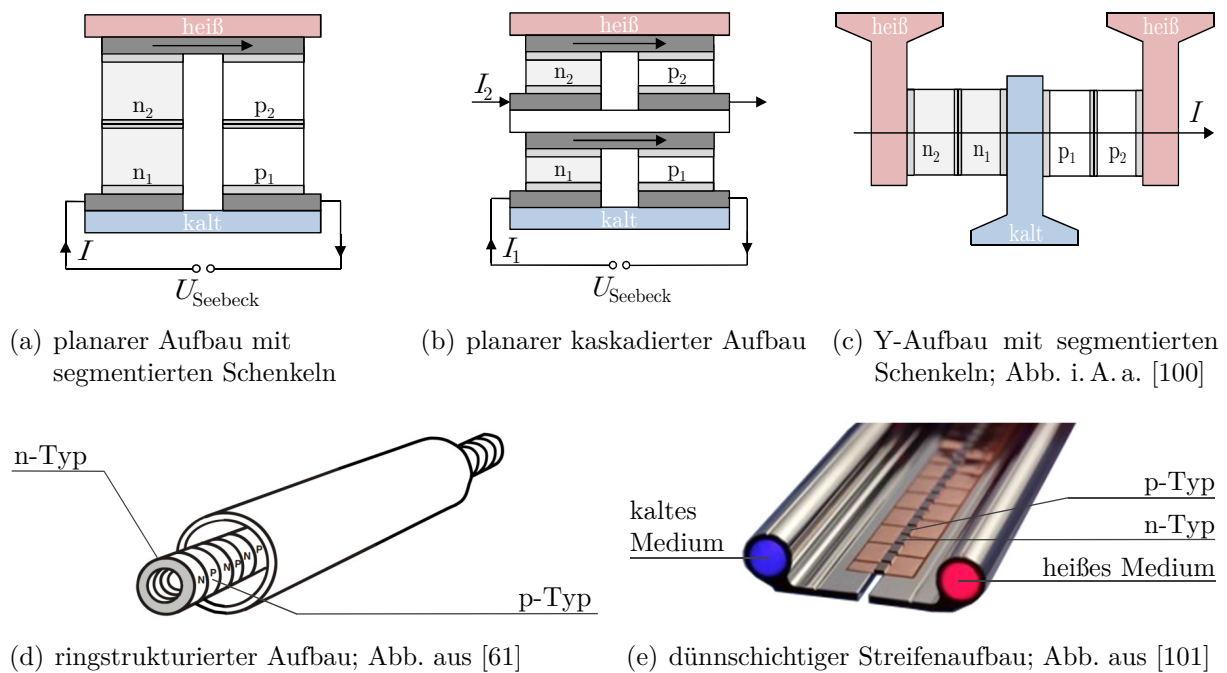 heiß
n₂
p₂
n₁
p₁
kalt
I
U_Seebeck
(a) planarer Aufbau mit
segmentierten Schenkeln
heiß
n₂
p₂
I₂
n₁
p₁
kalt
I₁
U_Seebeck
(b) planarer kaskadierter Aufbau
heiß
heiß
I
n₂
n₁
p₁
p₂
kalt
(c) Y-Aufbau mit segmentierten
Schenkeln; Abb. i. A. a. [100]
n-Typ
N P N P N P
p-Typ
(d) ringstrukturierter Aufbau; Abb. aus [61]
kaltes
Medium
p-Typ
n-Typ
heißes Medium
(e) dünnschichtiger Streifenaufbau; Abb. aus [101]